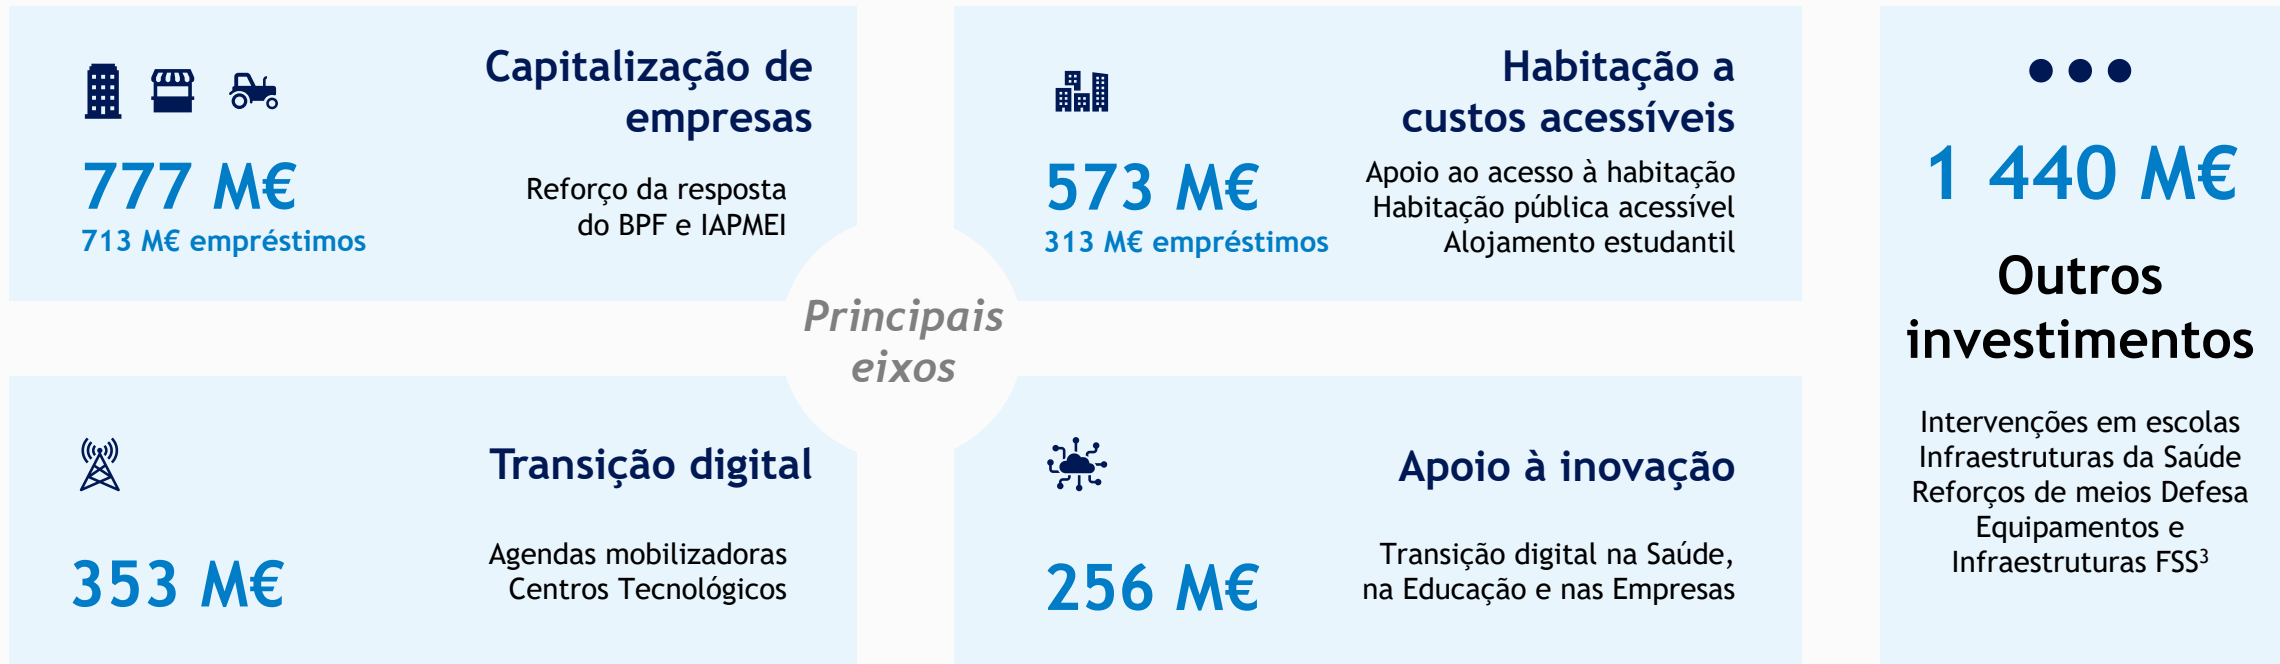 Capitalização de
empresas
777 M€
713 M€ empréstimos
Reforço da resposta
do BPF e IAPMEI
Habitação a
custos acessíveis
573 M€
313 M€ empréstimos
Apoio ao acesso à habitação
Habitação pública acessível
Alojamento estudantil
Principais
eixos
Transição digital
353 M€
Agendas mobilizadoras
Centros Tecnológicos
Apoio à inovação
256 M€
Transição digital na Saúde,
na Educação e nas Empresas
1 440 M€
Outros
investimentos
Intervenções em escolas
Infraestruturas da Saúde
Reforços de meios Defesa
Equipamentos e
Infraestruturas FSS³